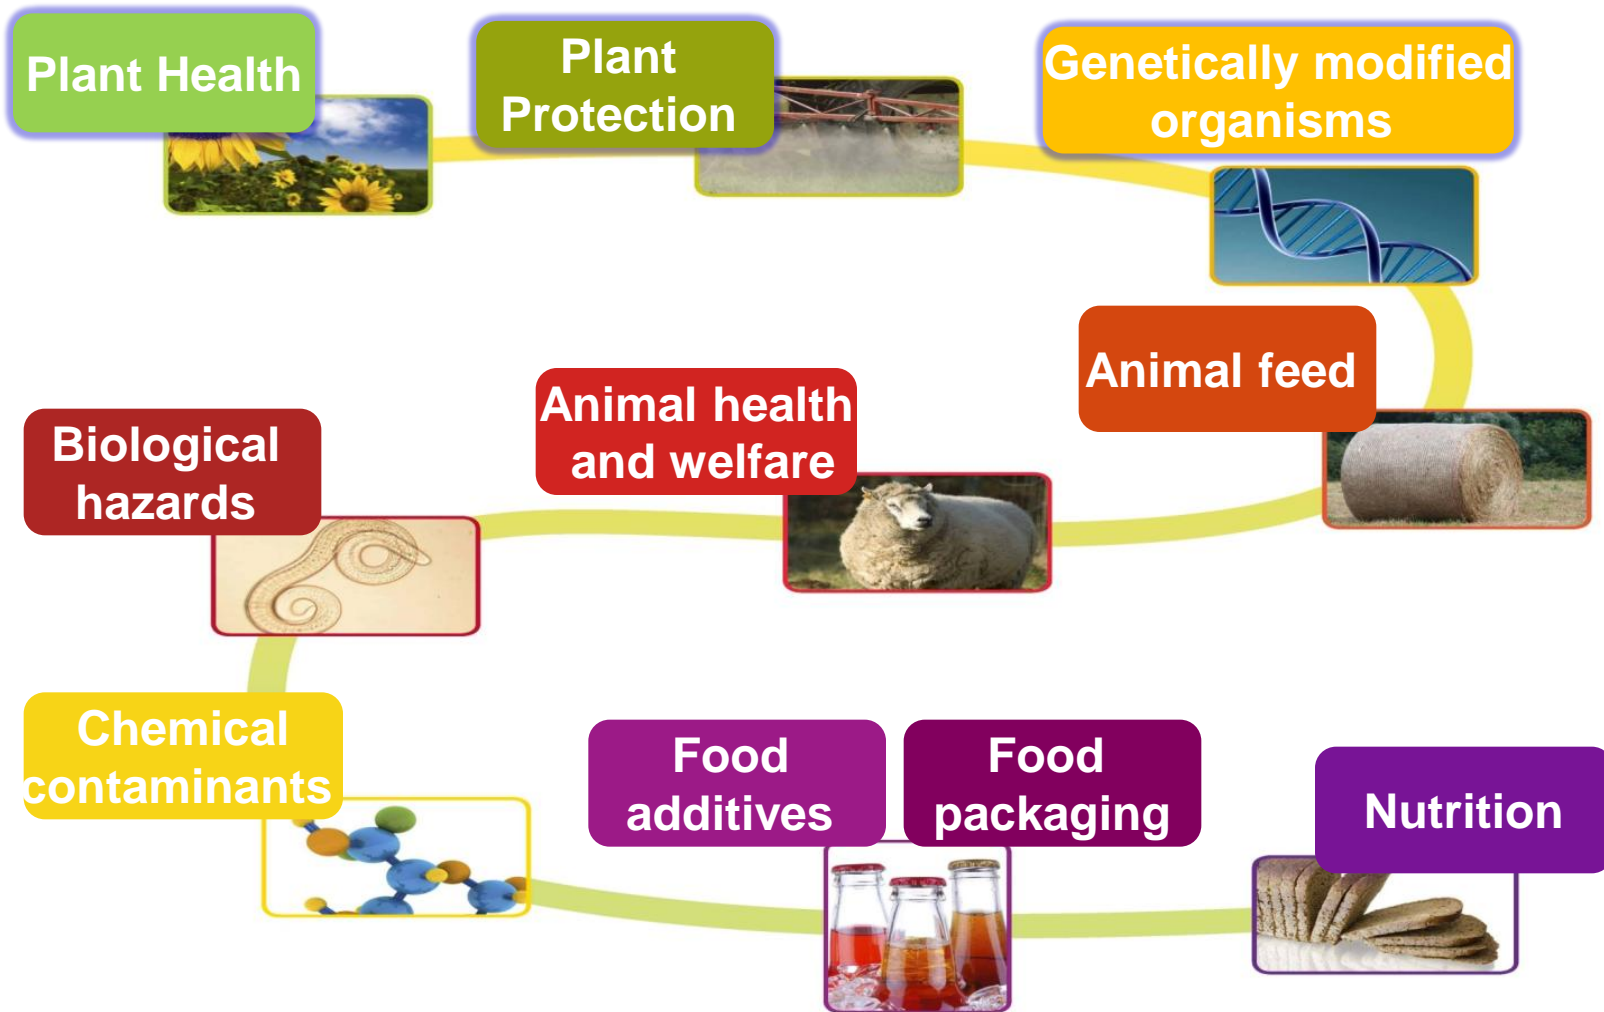 Plant Health
Plant
Protection
Genetically modified
organisms
Animal feed
Animal health
and welfare
Biological
hazards
Chemical
contaminants
Food
additives
Food
packaging
Nutrition